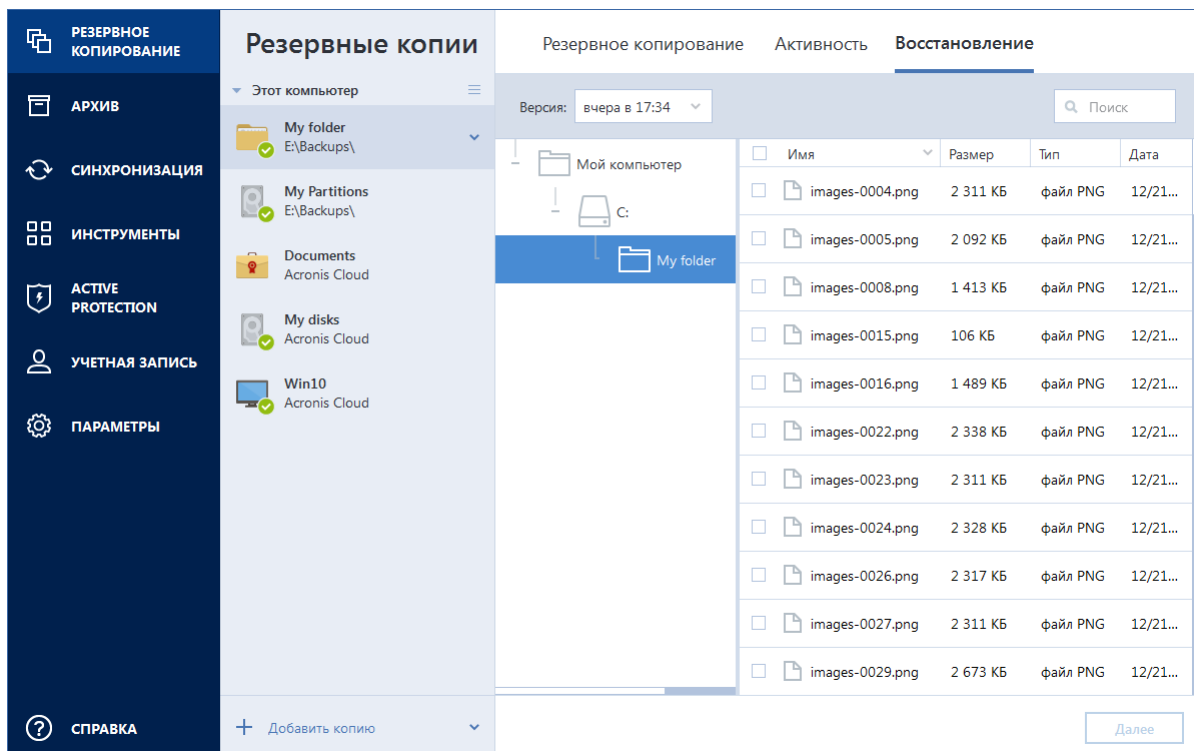 РЕЗЕРВНОЕ
КОПИРОВАНИЕ
АРХИВ
СИНХРОНИЗАЦИЯ
ИНСТРУМЕНТЫ
ACTIVE
PROTECTION
УЧЕТНАЯ ЗАПИСЬ
ПАРАМЕТРЫ
СПРАВКА
Резервные копии
Этот компьютер
My folder
E:\Backups\
My Partitions
E:\Backups\
Documents
Acronis Cloud
My disks
Acronis Cloud
Win10
Acronis Cloud
Добавить копию
Резервное копирование Активность Восстановление
Версия: вчера в 17:34 Поиск
Мой компьютер
C:
My folder
Имя Размер Тип Дата
images-0004.png 2 311 КБ файл PNG 12/21...
images-0005.png 2 092 КБ файл PNG 12/21...
images-0008.png 1 413 КБ файл PNG 12/21...
images-0015.png 106 КБ файл PNG 12/21...
images-0016.png 1 489 КБ файл PNG 12/21...
images-0022.png 2 338 КБ файл PNG 12/21...
images-0023.png 2 311 КБ файл PNG 12/21...
images-0024.png 2 328 КБ файл PNG 12/21...
images-0026.png 2 317 КБ файл PNG 12/21...
images-0027.png 2 311 КБ файл PNG 12/21...
images-0029.png 2 673 КБ файл PNG 12/21...
Далее